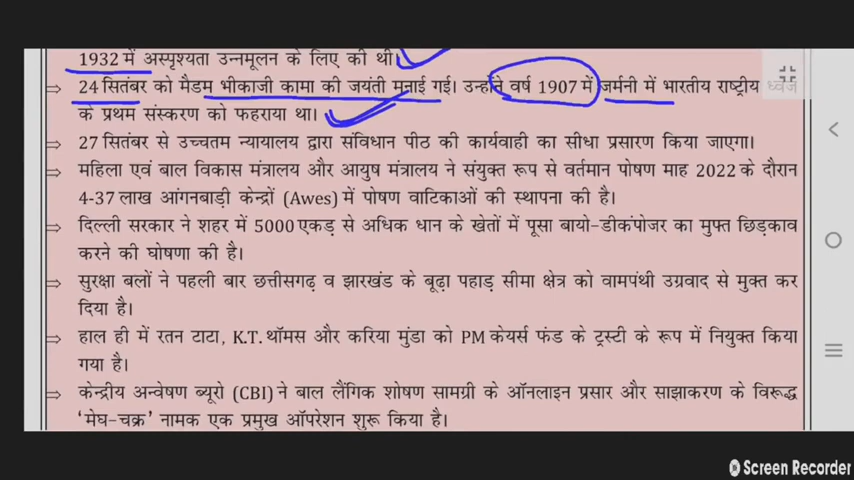 1932 में अस्पृश्यता उन्मूलन के लिए की थी।
⇒ 24 सितंबर को मैडम भीकाजी कामा की जयंती मनाई गई। उन्होंने वर्ष 1907 में जर्मनी में भारतीय राष्ट्रीय ध्वज
के प्रथम संस्करण को फहराया था।
⇒ 27 सितंबर से उच्चतम न्यायालय द्वारा संविधान पीठ की कार्यवाही का सीधा प्रसारण किया जाएगा।
⇒ महिला एवं बाल विकास मंत्रालय और आयुष मंत्रालय ने संयुक्त रूप से वर्तमान पोषण माह 2022 के दौरान
4-37 लाख आंगनबाड़ी केन्द्रों (Awes) में पोषण वाटिकाओं की स्थापना की है।
⇒ दिल्ली सरकार ने शहर में 5000 एकड़ से अधिक धान के खेतों में पूसा बायो-डीकंपोजर का मुफ्त छिड़काव
करने की घोषणा की है।
⇒ सुरक्षा बलों ने पहली बार छत्तीसगढ़ व झारखंड के बूढ़ा पहाड़ सीमा क्षेत्र को वामपंथी उग्रवाद से मुक्त कर
दिया है।
⇒ हाल ही में रतन टाटा, K.T. थॉमस और करिया मुंडा को PM केयर्स फंड के ट्रस्टी के रूप में नियुक्त किया
गया है।
⇒ केन्द्रीय अन्वेषण ब्यूरो (CBI) ने बाल लैंगिक शोषण सामग्री के ऑनलाइन प्रसार और साझाकरण के विरूद्ध
‘मेघ-चक्र’ नामक एक प्रमुख ऑपरेशन शुरू किया है।
Screen Recorder